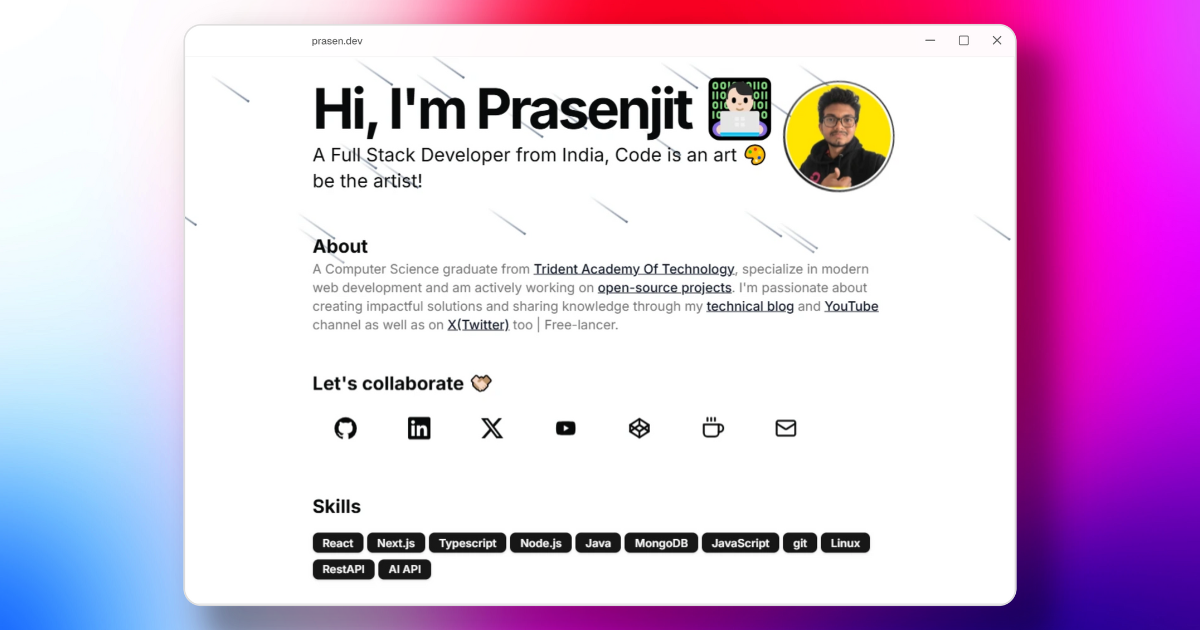 prasen.dev
Hi, I'm Prasenjit
A Full Stack Developer from India, Code is an art 🎨
be the artist!
About
A Computer Science graduate from Trident Academy Of Technology, specialize in modern
web development and am actively working on open-source projects. I'm passionate about
creating impactful solutions and sharing knowledge through my technical blog and YouTube
channel as well as on X(Twitter) too | Free-lancer.
Let's collaborate
Skills
React Next.js Typescript Node.js Java MongoDB JavaScript git Linux
RestAPI AI API